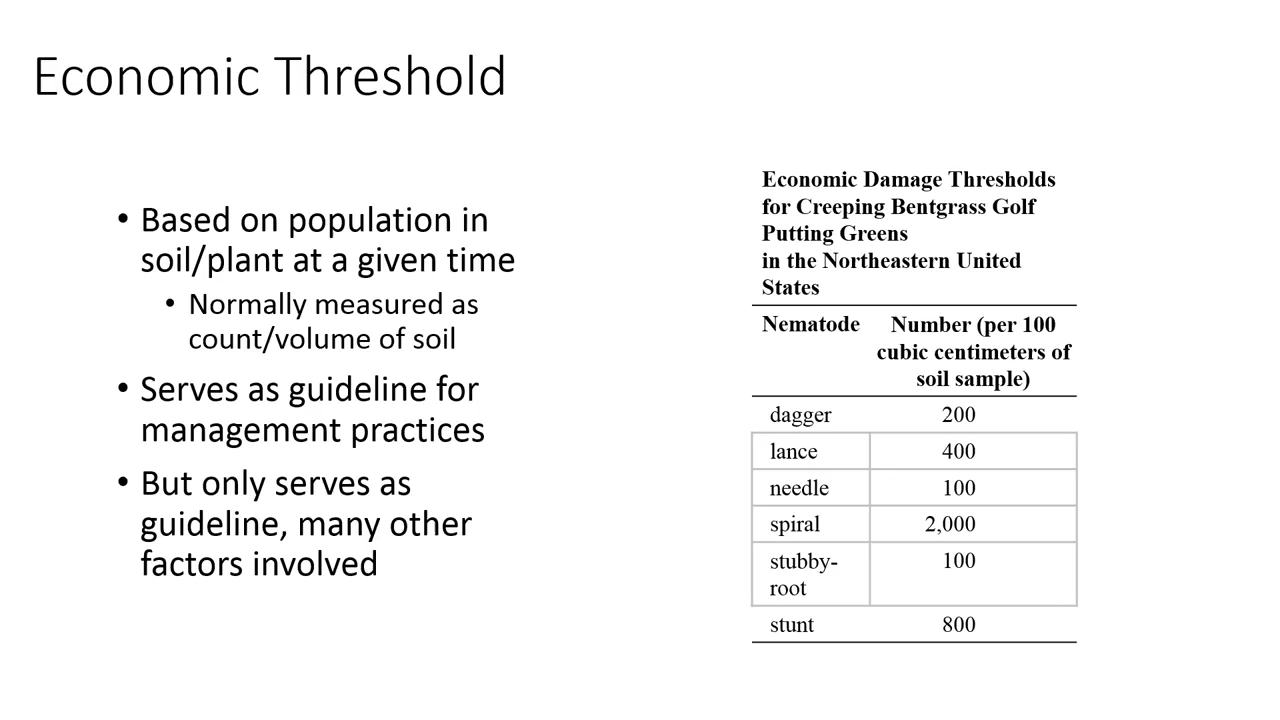 Economic Threshold
• Based on population in
soil/plant at a given time
• Normally measured as
count/volume of soil
• Serves as guideline for
management practices
• But only serves as
guideline, many other
factors involved
Economic Damage Thresholds
for Creeping Bentgrass Golf
Putting Greens
in the Northeastern United
States
Nematode Number (per 100
cubic centimeters of
soil sample)
dagger 200
lance 400
needle 100
spiral 2,000
stubby- 100
root
stunt 800